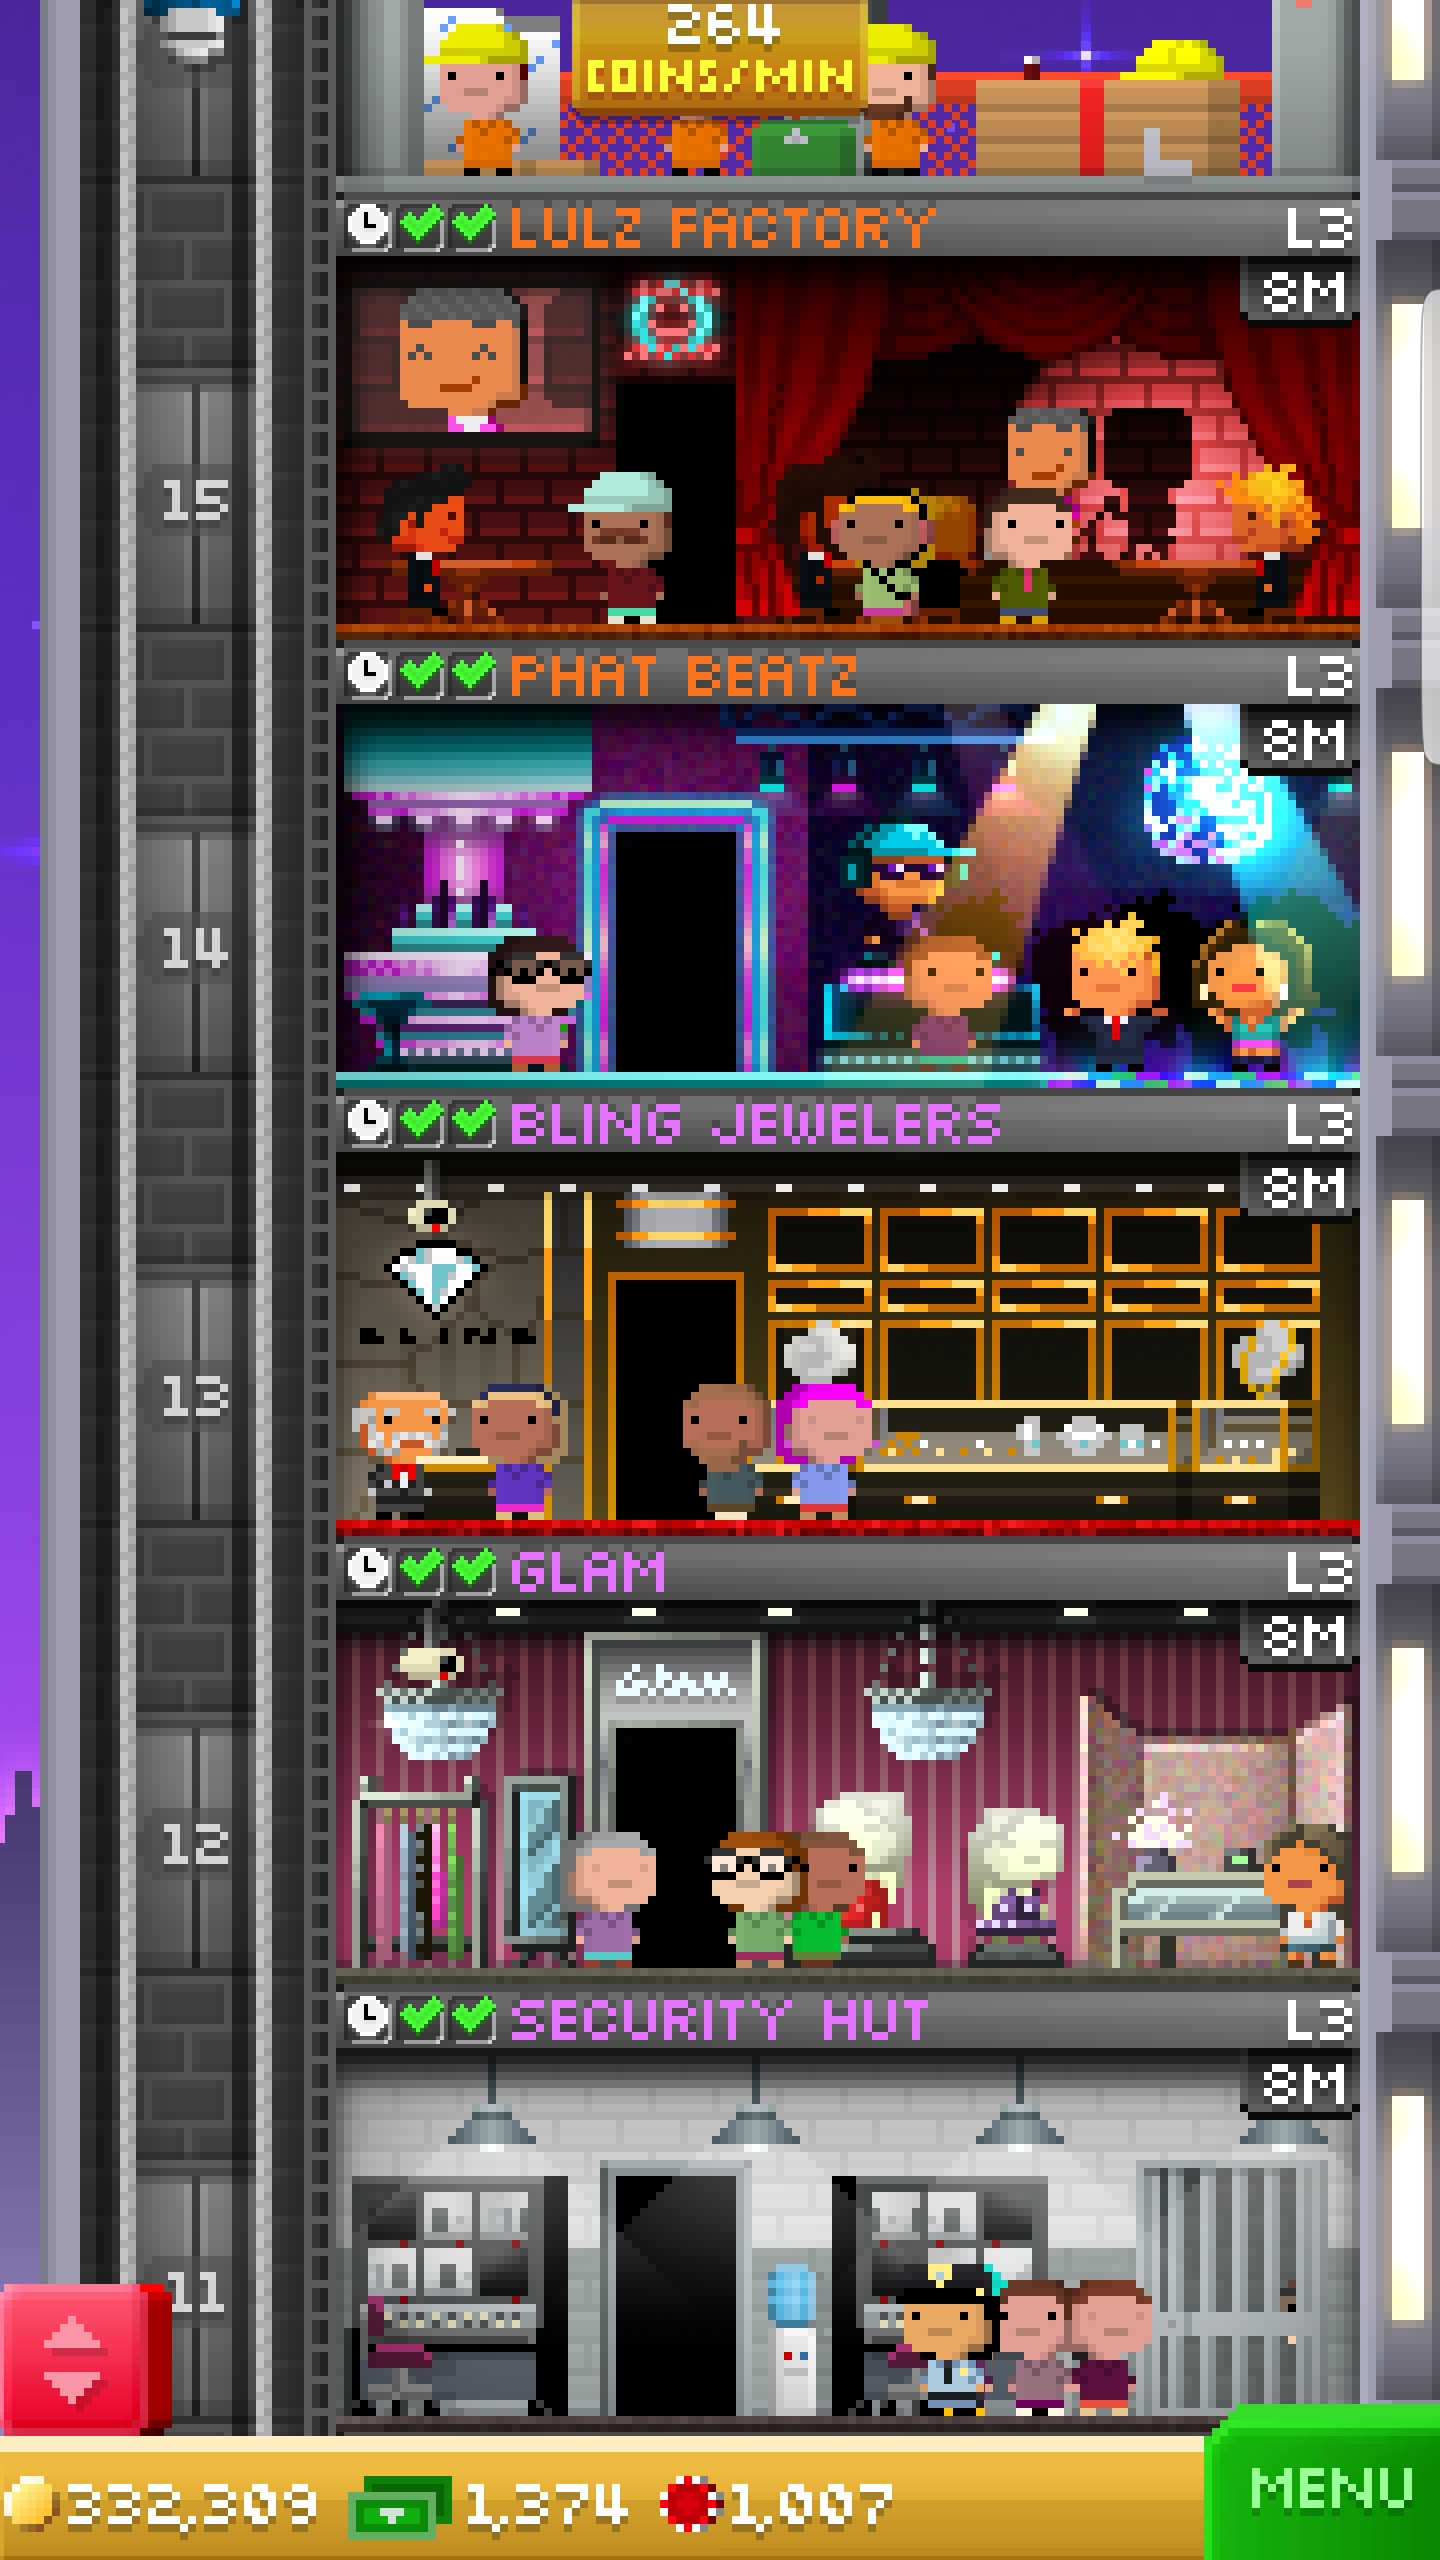 264
COINS/MIN
LULZ FACTORY L3
8M
15
PHAT BEATZ L3
8M
14
BLING JEWELERS L3
8M
BLING
13
GLAM L3
8M
Glam
12
SECURITY HUT L3
8M
11
332,309 1,374 1,007
MENU